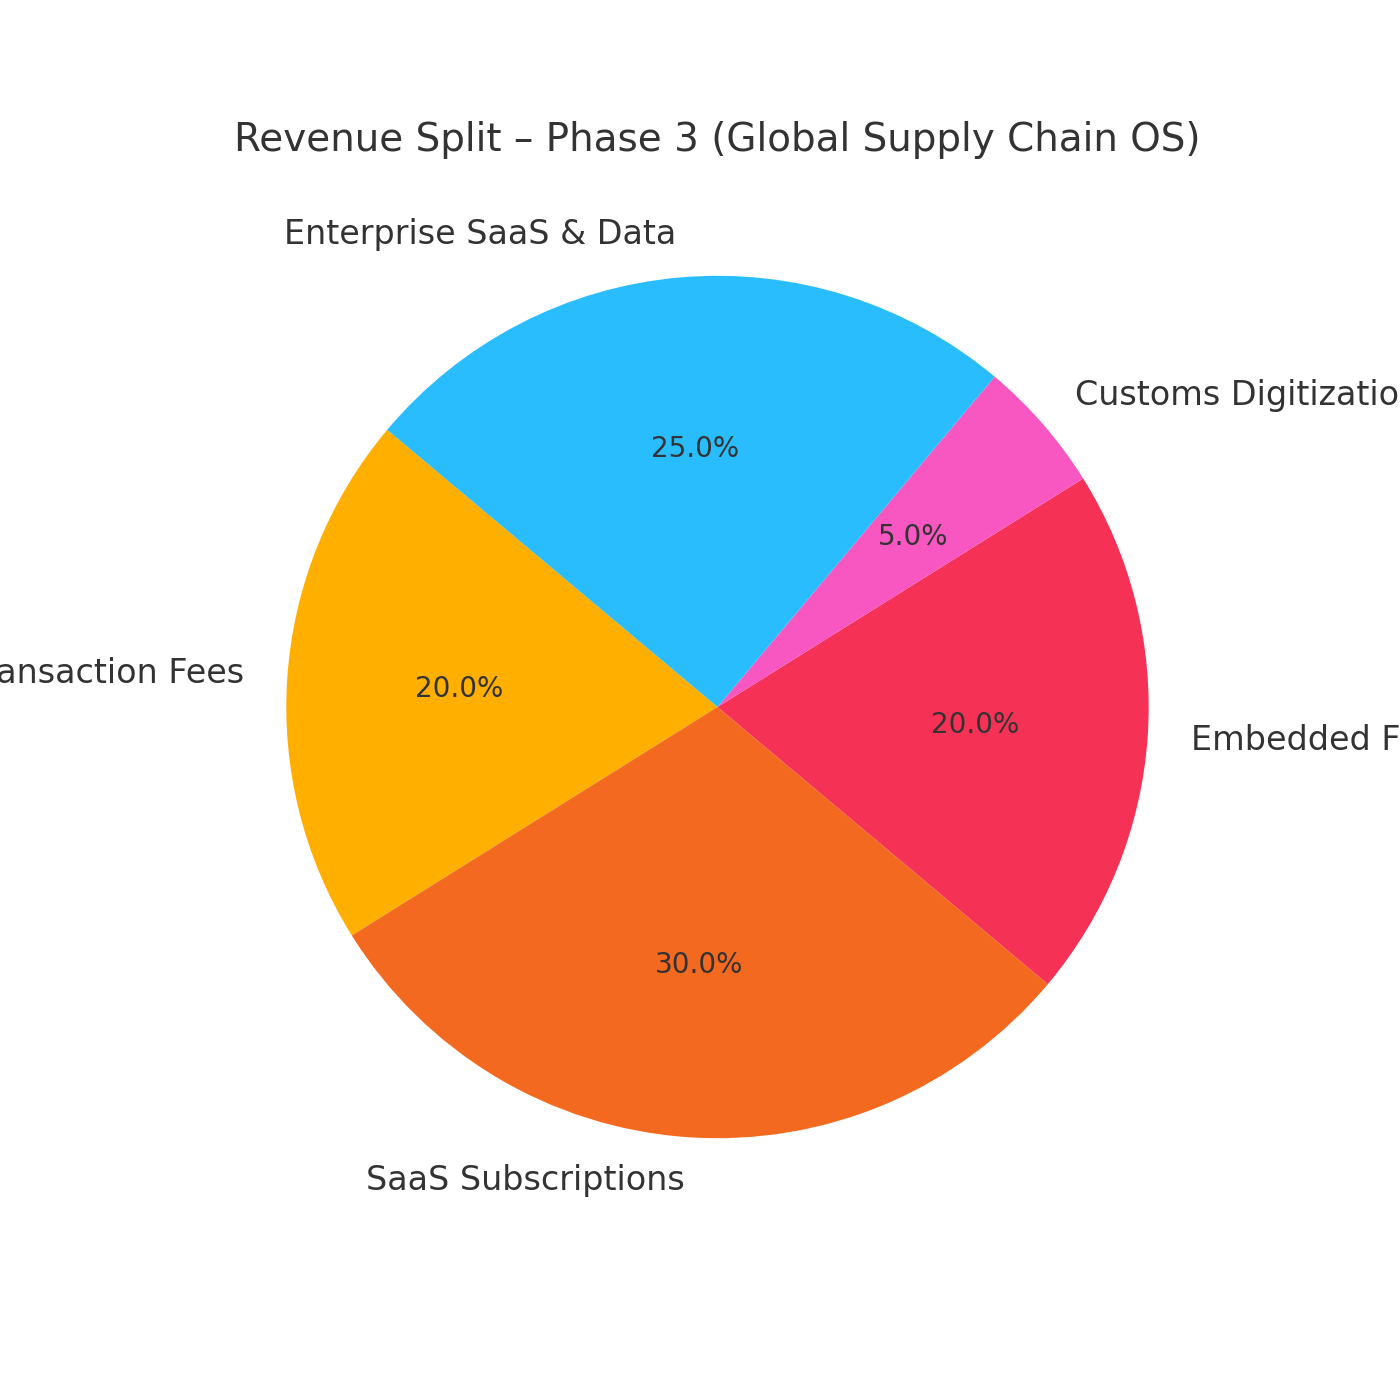 Revenue Split – Phase 3 (Global Supply Chain OS)
Enterprise SaaS & Data
Customs Digitizatio
25.0%
5.0%
ansaction Fees
20.0%
20.0%
Embedded F
30.0%
SaaS Subscriptions